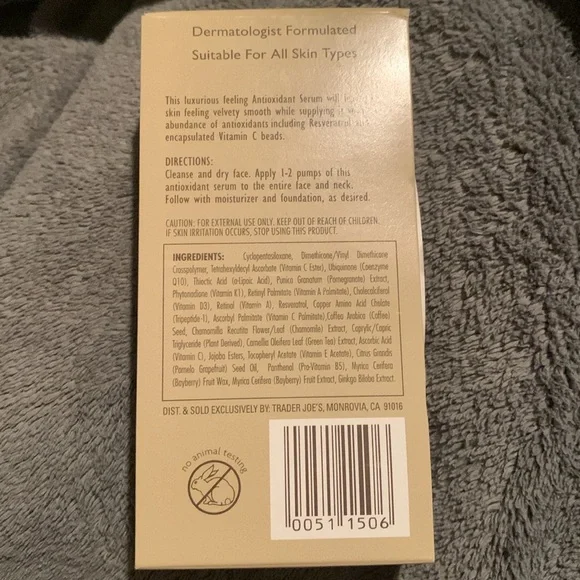 Dermatologist Formulated
Suitable For All Skin Types
This luxurious feeling Antioxidant Serum will
skin feeling velvety smooth while supplying
abundance of antioxidants including Resveratrol and
encapsulated Vitamin C beads.
DIRECTIONS:
Cleanse and dry face. Apply 1-2 pumps of this
antioxidant serum to the entire face and neck.
Follow with moisturizer and foundation, as desired.
CAUTION: FOR EXTERNAL USE ONLY. KEEP OUT OF REACH OF CHILDREN.
IF SKIN IRRITATION OCCURS, STOP USING THIS PRODUCT.
INGREDIENTS: Cyclopentasiloxane, Dimethicone/Vinyl Dimethicone
Crosspolymer, Tetrahexyldecyl Ascorbate (Vitamin C Ester), Ubiquinone (Coenzyme
Q10), Thioctic Acid (α-Lipoic Acid), Punica Granatum (Pomegranate) Extract,
Phytonadione (Vitamin K1), Retinyl Palmitate (Vitamin A Palmitate), Cholecalciferol
(Vitamin D3), Retinol (Vitamin A), Resveratrol, Copper Amino Acid Chelate
(Tripeptide-1), Ascorbyl Palmitate (Vitamin C Palmitate),Coffea Arabica (Coffee)
Seed, Chamomilla Recutita Flower/Leaf (Chamomile) Extract, Caprylic/Capric
Triglyceride (Plant Derived), Camellia Oleifera Leaf (Green Tea) Extract, Ascorbic Acid
(Vitamin C), Jojoba Esters, Tocopheryl Acetate (Vitamin E Acetate), Citrus Grandis
(Pamelo Grapefruit) Seed Oil, Panthenol (Pro-Vitamin B5), Myrica Cerifera
(Bayberry) Fruit Wax, Myrica Cerifera (Bayberry) Fruit Extract, Ginkgo Biloba Extract.
DIST. & SOLD EXCLUSIVELY BY: TRADER JOE'S, MONROVIA, CA 91016
no animal testing
0051 1506